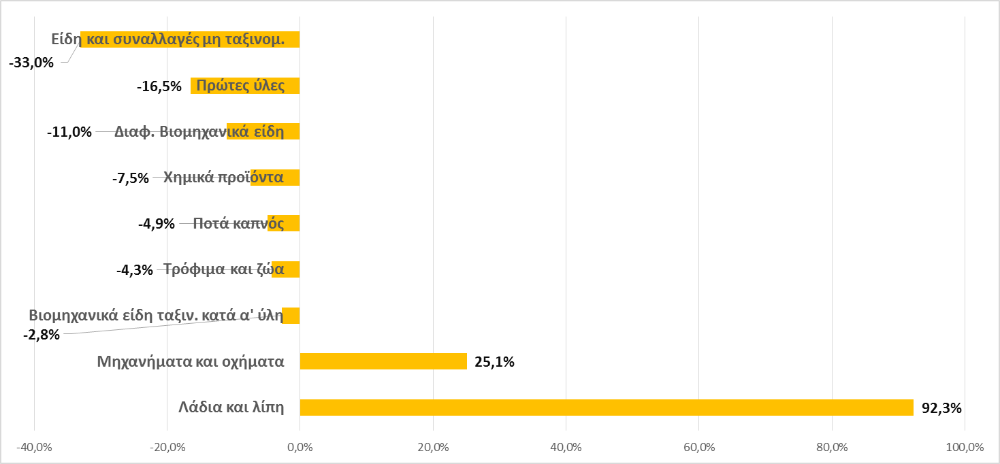 Είδη και συναλλαγές μη ταξινομ.
-33,0%
-16,5%
Πρώτες ύλες
-11,0%
Διαφ. Βιομηχανικά είδη
-7,5%
Χημικά προϊόντα
-4,9%
Ποτά καπνός
-4,3%
Τρόφιμα και ζώα
Βιομηχανικά είδη ταξιν. κατά α' ύλη
-2,8%
Μηχανήματα και οχήματα
25,1%
Λάδια και λίπη
92,3%
-40,0%
-20,0%
0,0%
20,0%
40,0%
60,0%
80,0%
100,0%